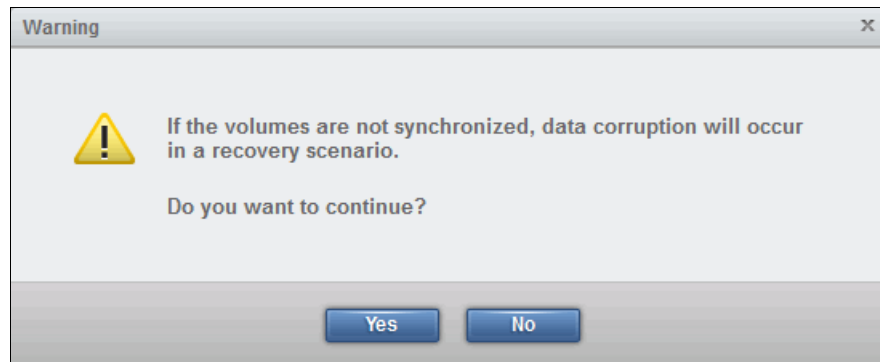 Warning
x
If the volumes are not synchronized, data corruption will occur
in a recovery scenario.
Do you want to continue?
Yes
No